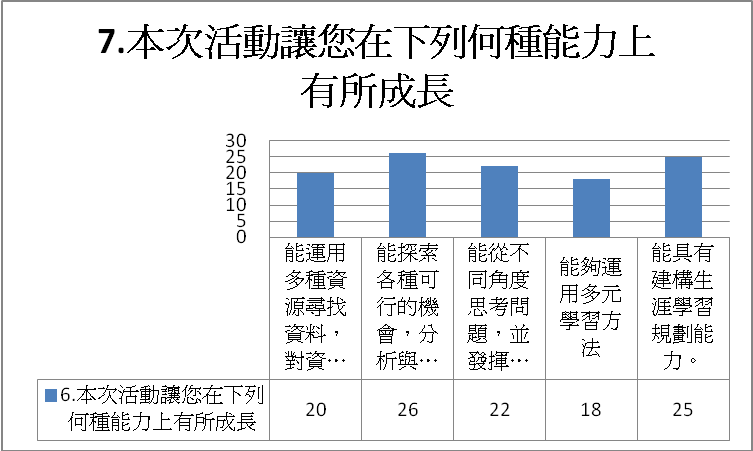 7.本次活動讓您在下列何種能力上
有所成長
30
25
20
15
10
5
0
能運用
多種資
源尋找
資料，
對資…
能探索
各種可
行的機
會，分
析與…
能從不
同角度
思考問
題，並
發揮…
能夠運
用多元
學習方
法
能具有
建構生
涯學習
規劃能
力。
6.本次活動讓您在下列
何種能力上有所成長
20
26
22
18
25